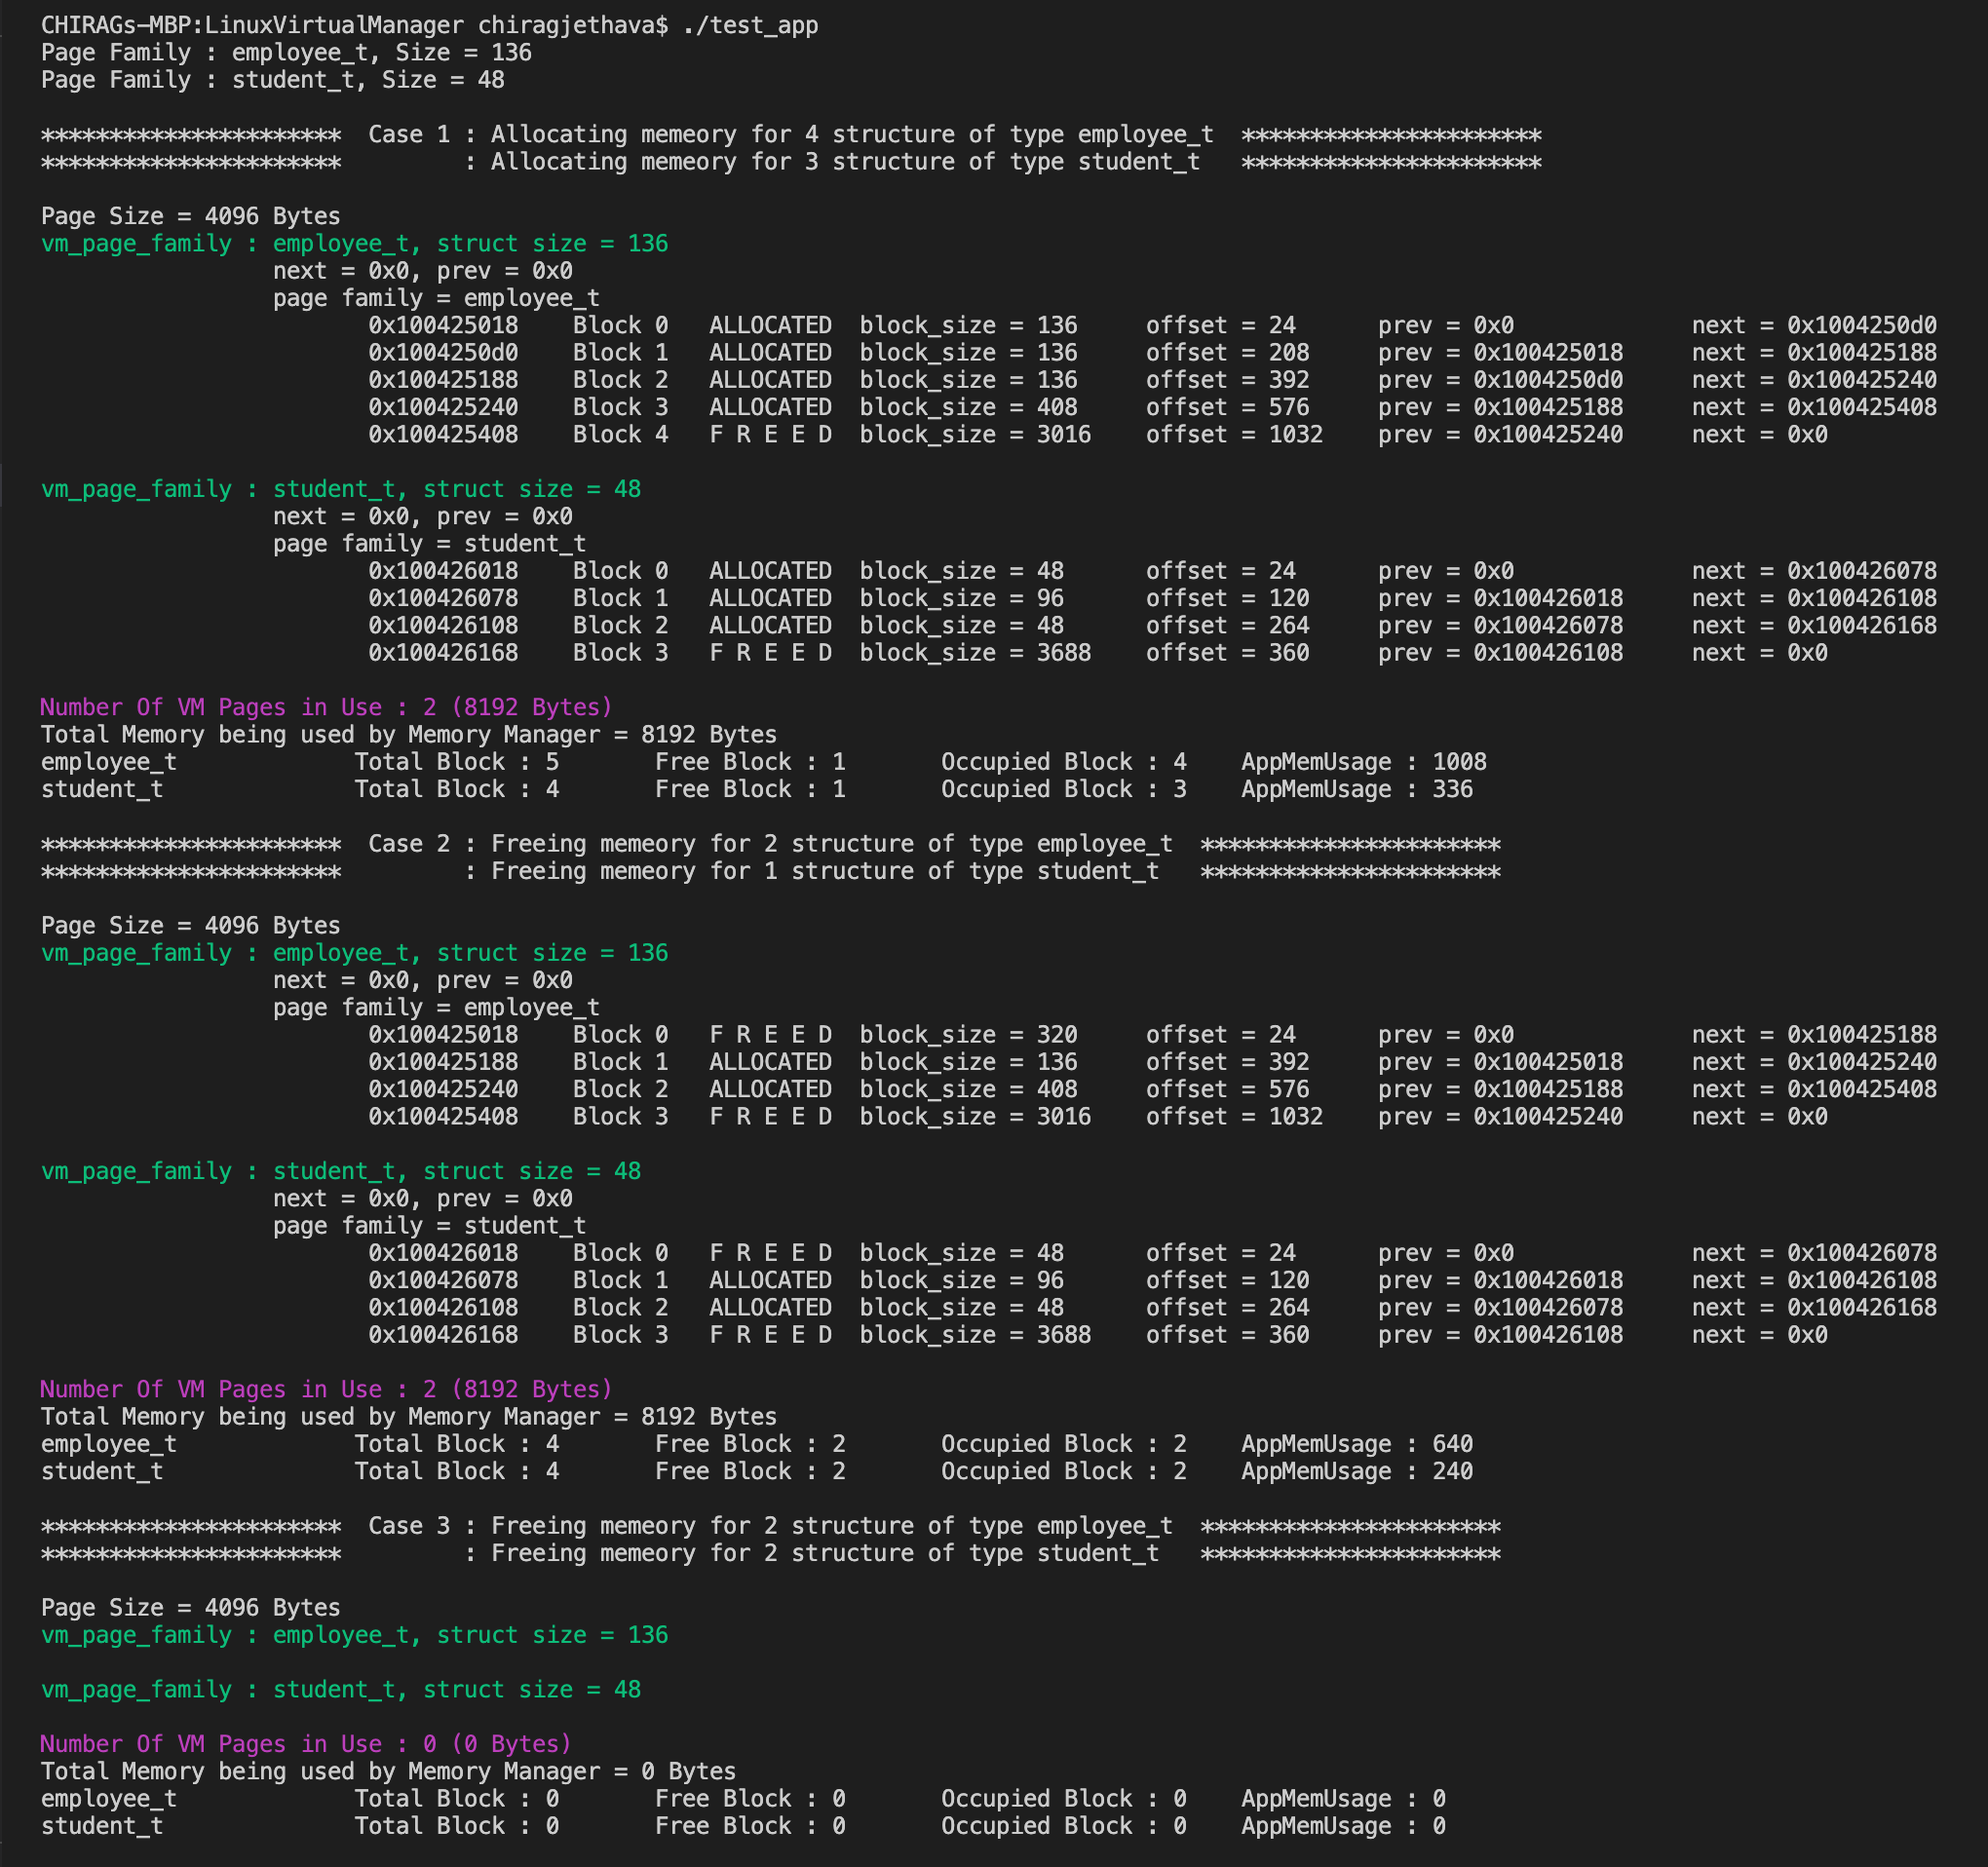 CHIRAGs-MBP:LinuxVirtualManager chiragjethava$ ./test_app
Page Family : employee_t, Size = 136
Page Family : student_t, Size = 48
********************** Case 1 : Allocating memeory for 4 structure of type employee_t **********************
********************** : Allocating memeory for 3 structure of type student_t **********************
Page Size = 4096 Bytes
vm_page_family : employee_t, struct size = 136
next = 0x0, prev = 0x0
page family = employee_t
0x100425018 Block 0 ALLOCATED block_size = 136 offset = 24 prev = 0x0 next = 0x1004250d0
0x1004250d0 Block 1 ALLOCATED block_size = 136 offset = 208 prev = 0x100425018 next = 0x100425188
0x100425188 Block 2 ALLOCATED block_size = 136 offset = 392 prev = 0x1004250d0 next = 0x100425240
0x100425240 Block 3 ALLOCATED block_size = 408 offset = 576 prev = 0x100425188 next = 0x100425408
0x100425408 Block 4 F R E E D block_size = 3016 offset = 1032 prev = 0x100425240 next = 0x0
vm_page_family : student_t, struct size = 48
next = 0x0, prev = 0x0
page family = student_t
0x100426018 Block 0 ALLOCATED block_size = 48 offset = 24 prev = 0x0 next = 0x100426078
0x100426078 Block 1 ALLOCATED block_size = 96 offset = 120 prev = 0x100426018 next = 0x100426108
0x100426108 Block 2 ALLOCATED block_size = 48 offset = 264 prev = 0x100426078 next = 0x100426168
0x100426168 Block 3 F R E E D block_size = 3688 offset = 360 prev = 0x100426108 next = 0x0
Number Of VM Pages in Use : 2 (8192 Bytes)
Total Memory being used by Memory Manager = 8192 Bytes
employee_t Total Block : 5 Free Block : 1 Occupied Block : 4 AppMemUsage : 1008
student_t Total Block : 4 Free Block : 1 Occupied Block : 3 AppMemUsage : 336
********************** Case 2 : Freeing memeory for 2 structure of type employee_t **********************
********************** : Freeing memeory for 1 structure of type student_t **********************
Page Size = 4096 Bytes
vm_page_family : employee_t, struct size = 136
next = 0x0, prev = 0x0
page family = employee_t
0x100425018 Block 0 F R E E D block_size = 320 offset = 24 prev = 0x0 next = 0x100425188
0x100425188 Block 1 ALLOCATED block_size = 136 offset = 392 prev = 0x100425018 next = 0x100425240
0x100425240 Block 2 ALLOCATED block_size = 408 offset = 576 prev = 0x100425188 next = 0x100425408
0x100425408 Block 3 F R E E D block_size = 3016 offset = 1032 prev = 0x100425240 next = 0x0
vm_page_family : student_t, struct size = 48
next = 0x0, prev = 0x0
page family = student_t
0x100426018 Block 0 F R E E D block_size = 48 offset = 24 prev = 0x0 next = 0x100426078
0x100426078 Block 1 ALLOCATED block_size = 96 offset = 120 prev = 0x100426018 next = 0x100426108
0x100426108 Block 2 ALLOCATED block_size = 48 offset = 264 prev = 0x100426078 next = 0x100426168
0x100426168 Block 3 F R E E D block_size = 3688 offset = 360 prev = 0x100426108 next = 0x0
Number Of VM Pages in Use : 2 (8192 Bytes)
Total Memory being used by Memory Manager = 8192 Bytes
employee_t Total Block : 4 Free Block : 2 Occupied Block : 2 AppMemUsage : 640
student_t Total Block : 4 Free Block : 2 Occupied Block : 2 AppMemUsage : 240
********************** Case 3 : Freeing memeory for 2 structure of type employee_t **********************
********************** : Freeing memeory for 2 structure of type student_t **********************
Page Size = 4096 Bytes
vm_page_family : employee_t, struct size = 136
vm_page_family : student_t, struct size = 48
Number Of VM Pages in Use : 0 (0 Bytes)
Total Memory being used by Memory Manager = 0 Bytes
employee_t Total Block : 0 Free Block : 0 Occupied Block : 0 AppMemUsage : 0
student_t Total Block : 0 Free Block : 0 Occupied Block : 0 AppMemUsage : 0